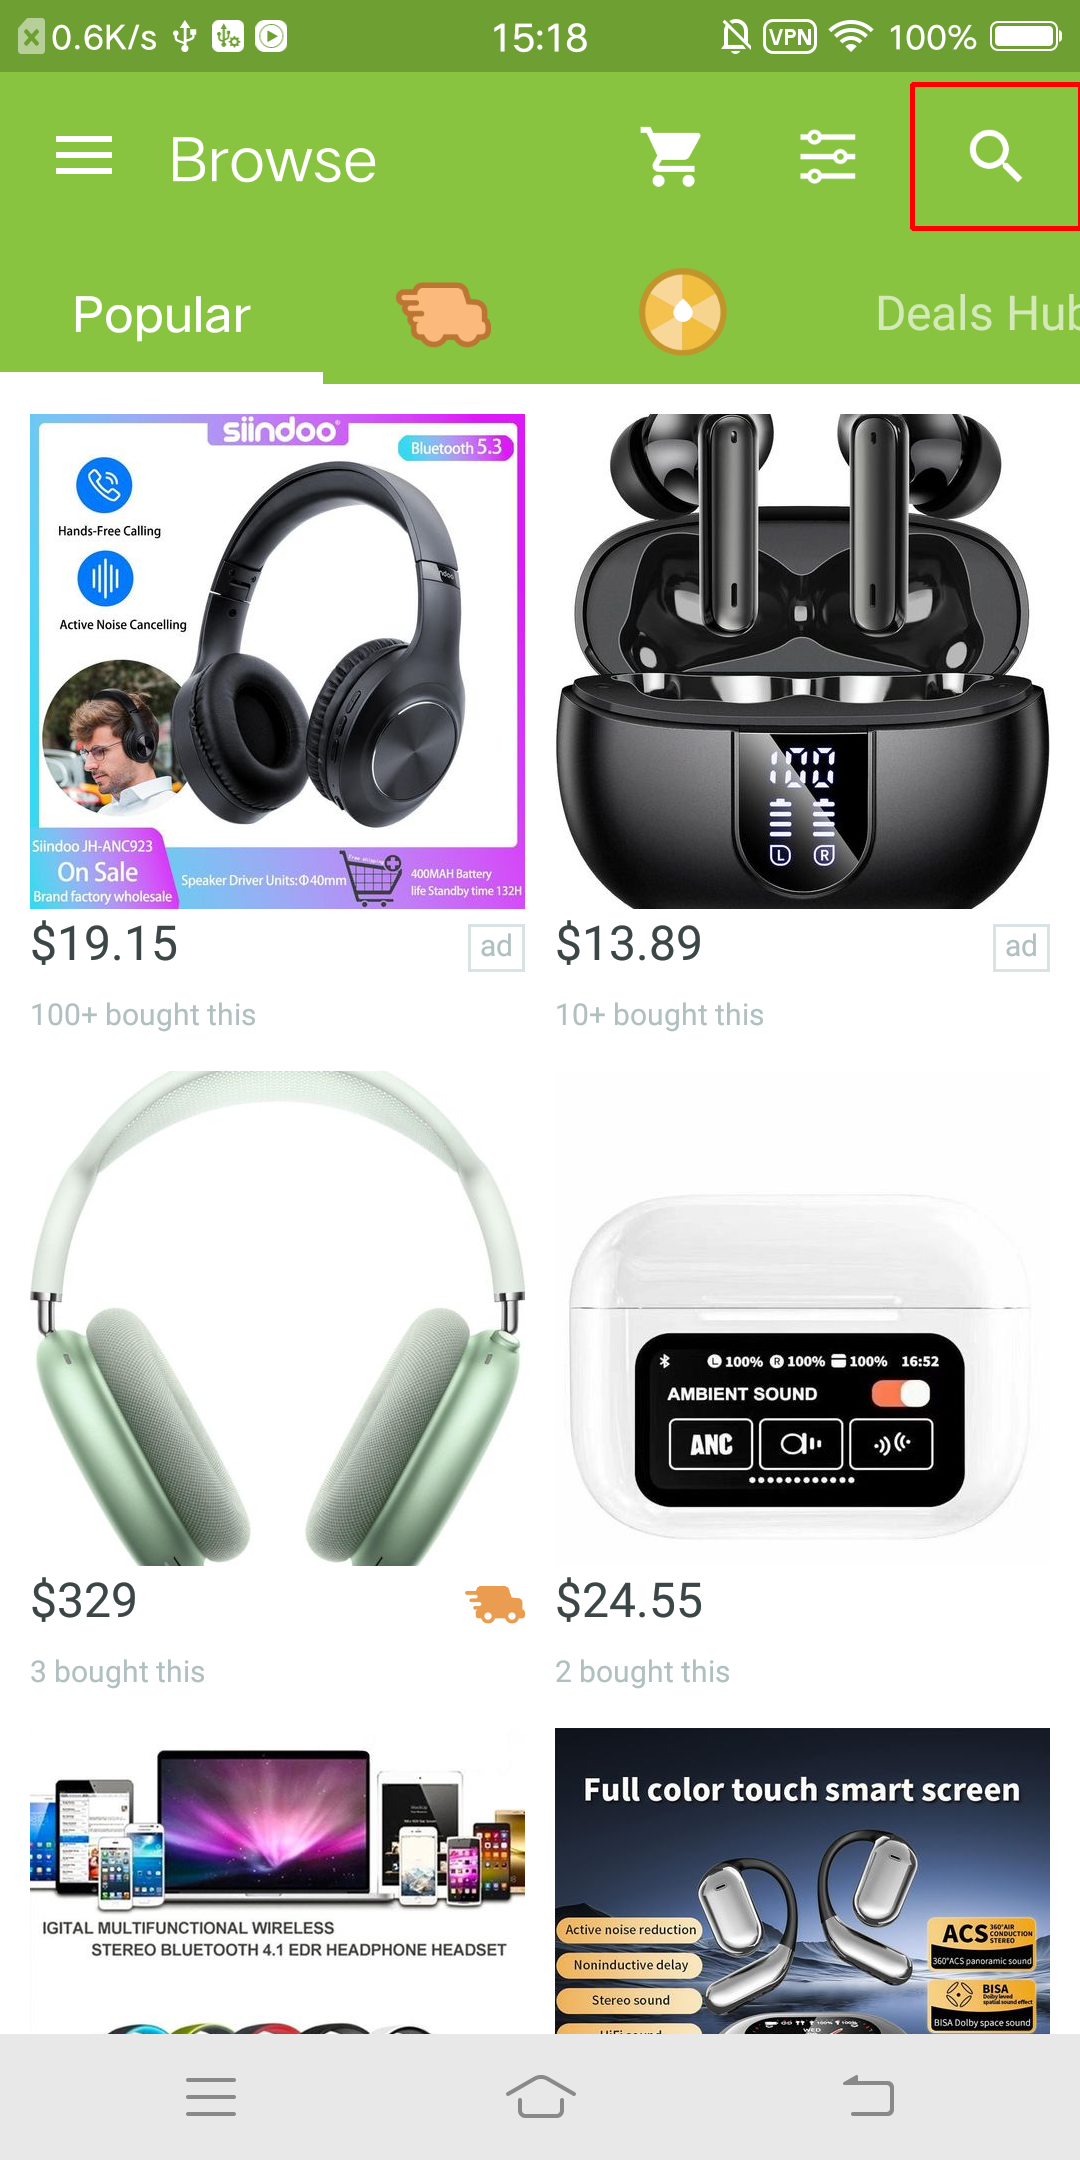 0.6K/s
15:18
VPN
100%
Browse
Popular
Deals Hub
siindoo
Bluetooth 5.3
Hands-Free Calling
Active Noise Cancelling
Siindoo JH-ANC923
On Sale
Brand factory wholesale
Speaker Driver Units:Φ40mm
Free shipping
400MAH Battery
life Standby time 132H
100
L R
$19.15
ad
$13.89
ad
100+ bought this
10+ bought this
L 100% R 100% 100% 16:52
AMBIENT SOUND
ANC
$329
$24.55
3 bought this
2 bought this
IGITAL MULTIFUNCTIONAL WIRELESS
STEREO BLUETOOTH 4.1 EDR HEADPHONE HEADSET
Full color touch smart screen
Active noise reduction
Noninductive delay
Stereo sound
HiFi sound
ACS 360°AIR CONDUCTION STEREO
360°ACS panoramic sound
BISA
BISA Dolby space sound